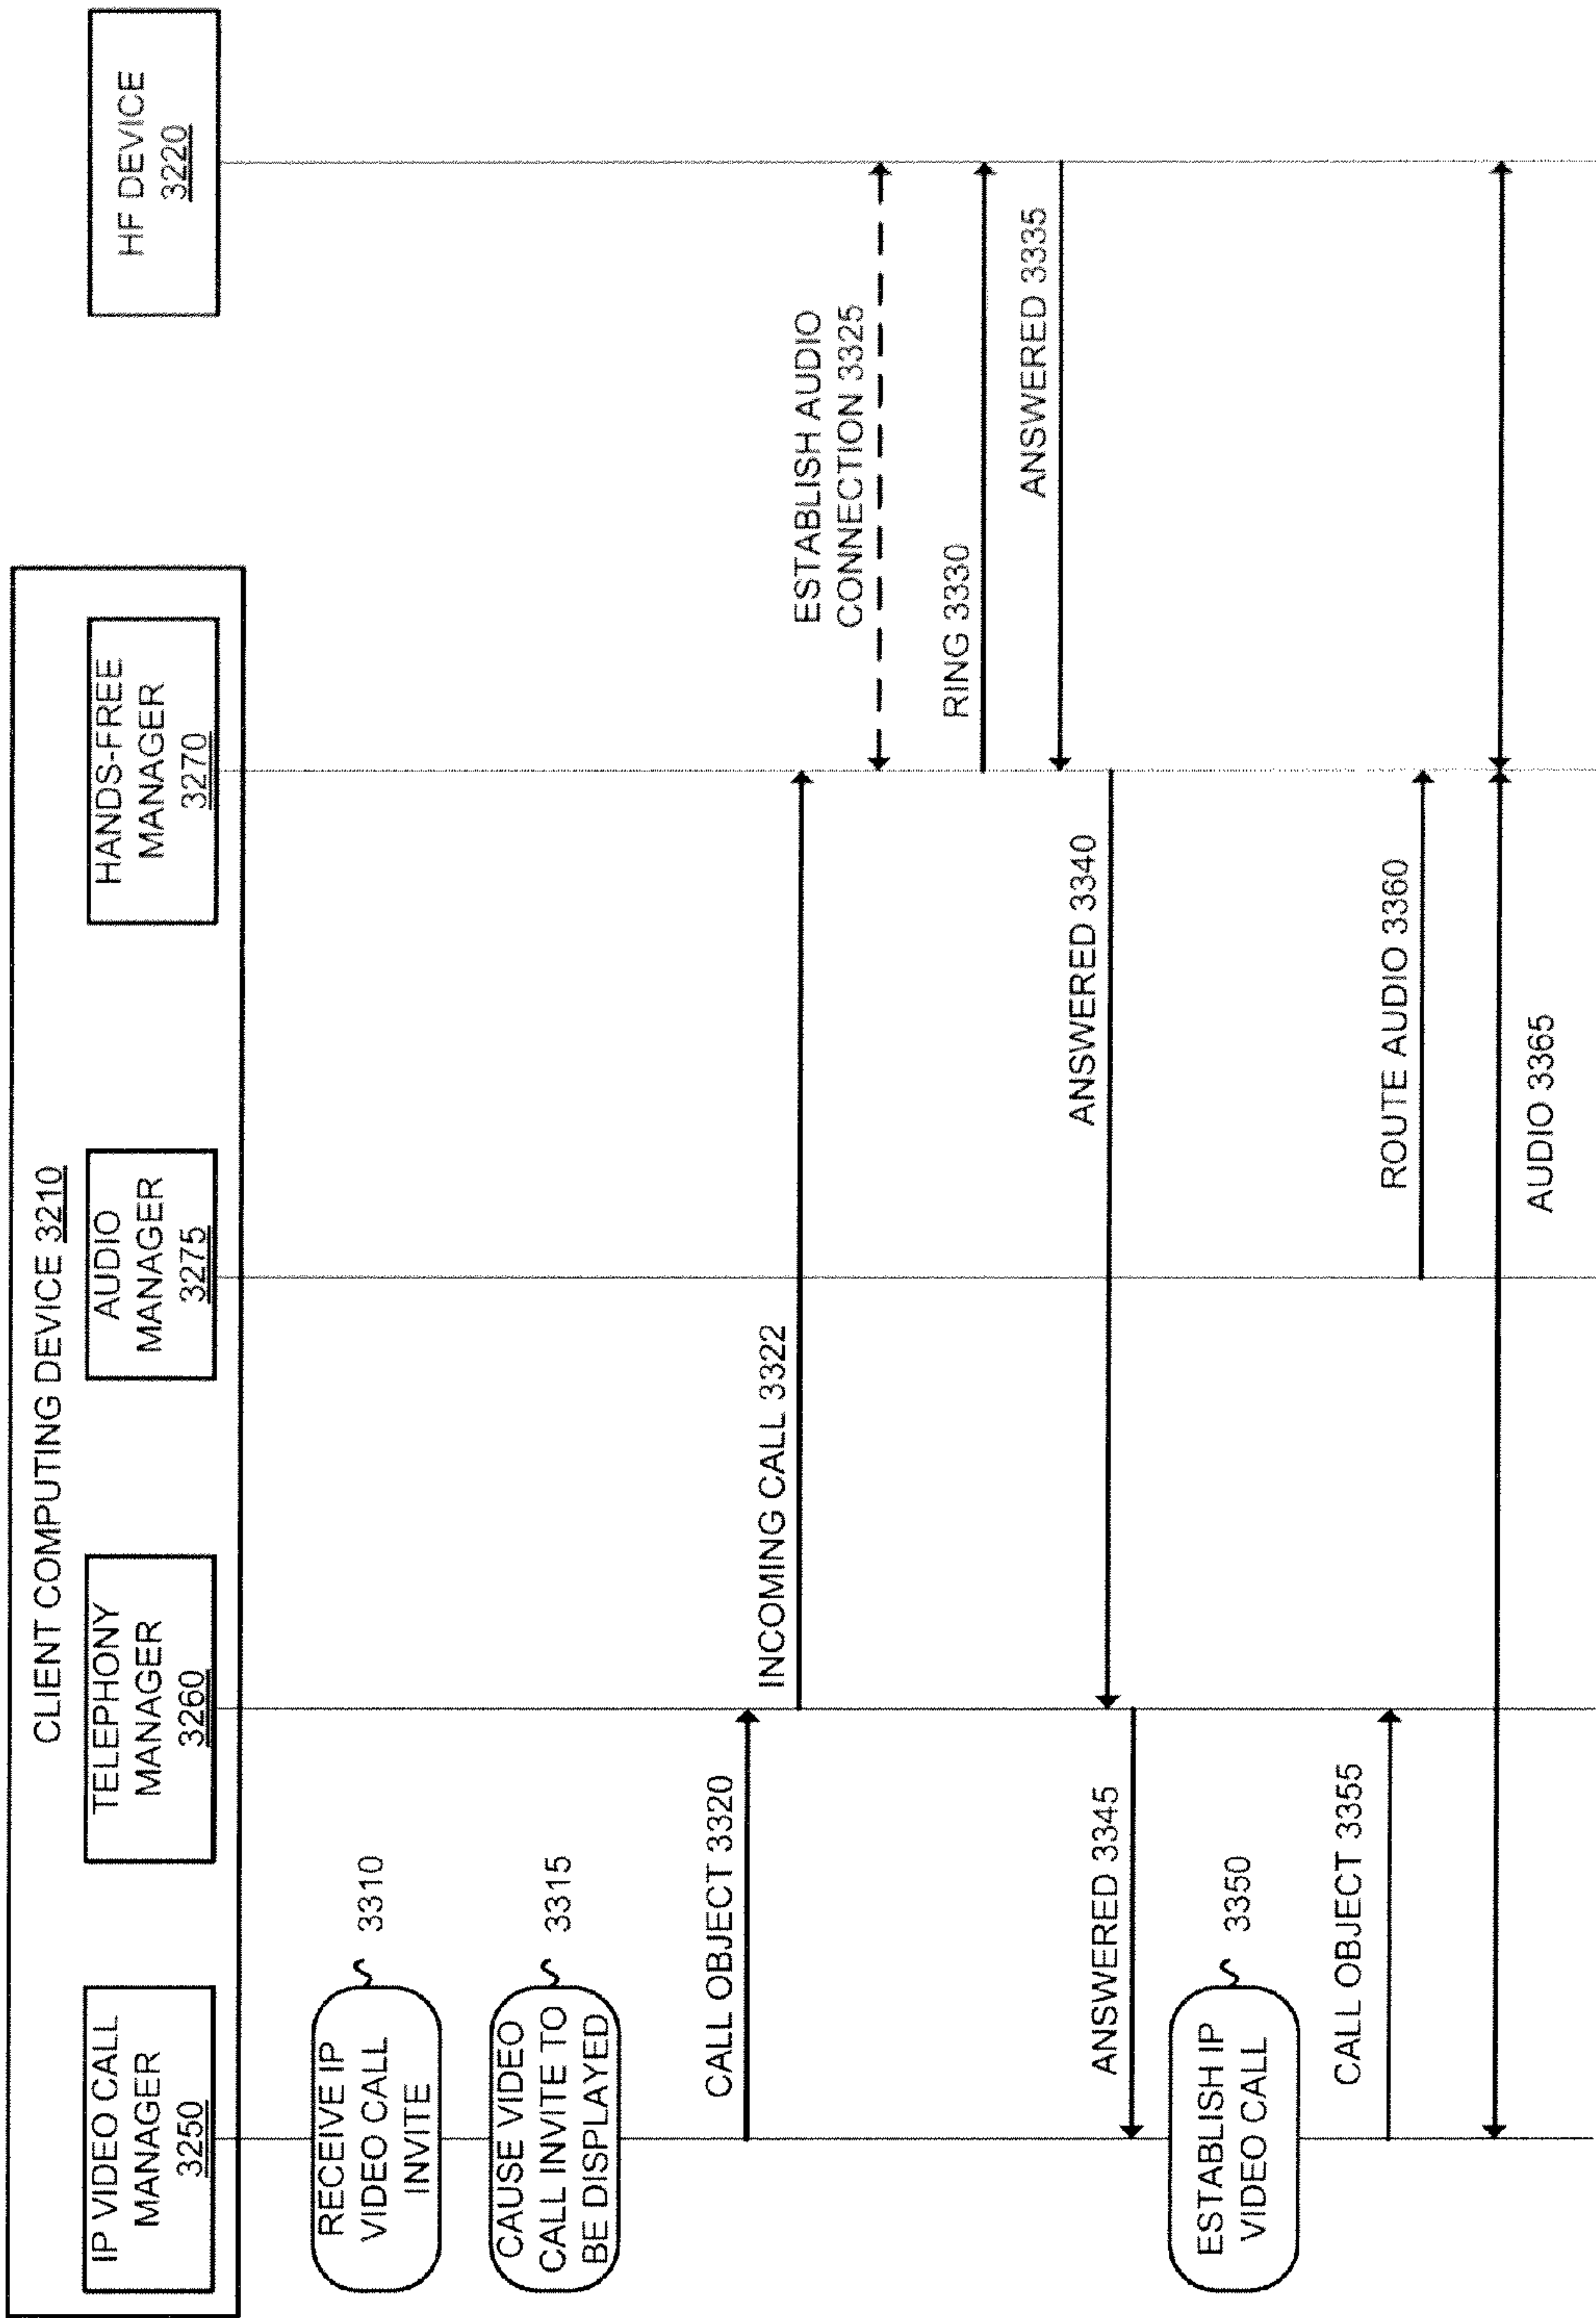 CLIENT COMPUTING DEVICE 3210
IP VIDEO CALL
MANAGER
3250
TELEPHONY
MANAGER
3260
AUDIO
MANAGER
3275
HANDS-FREE
MANAGER
3270
HF DEVICE
3220
RECEIVE IP
VIDEO CALL
INVITE
3310
CAUSE VIDEO
CALL INVITE TO
BE DISPLAYED
3315
CALL OBJECT 3320
INCOMING CALL 3322
ESTABLISH AUDIO
CONNECTION 3325
RING 3330
ANSWERED 3335
ANSWERED 3340
ANSWERED 3345
ESTABLISH IP
VIDEO CALL
3350
CALL OBJECT 3355
ROUTE AUDIO 3360
AUDIO 3365